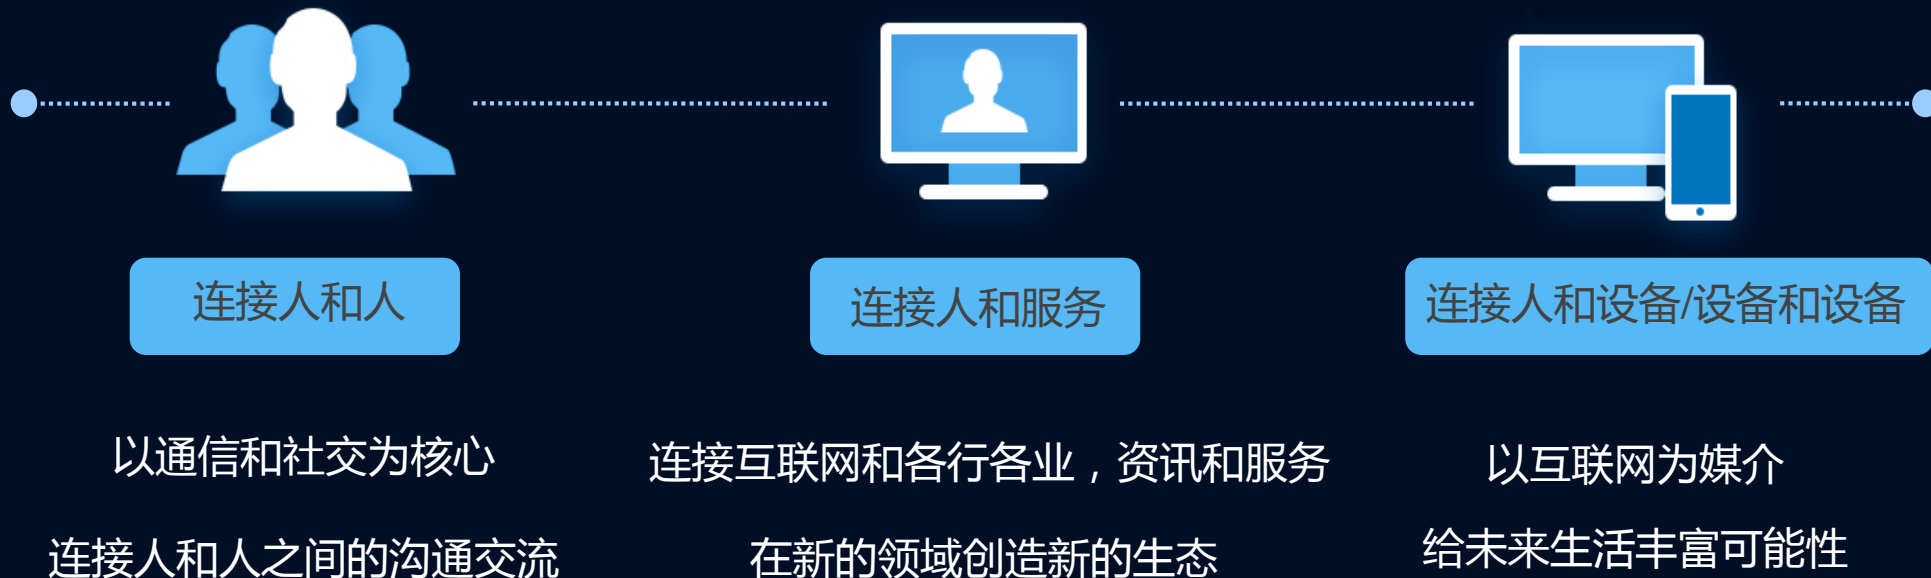 连接人和人
连接人和服务
连接人和设备/设备和设备
以通信和社交为核心
连接人和人之间的沟通交流
连接互联网和各行各业，资讯和服务
在新的领域创造新的生态
以互联网为媒介
给未来生活丰富可能性